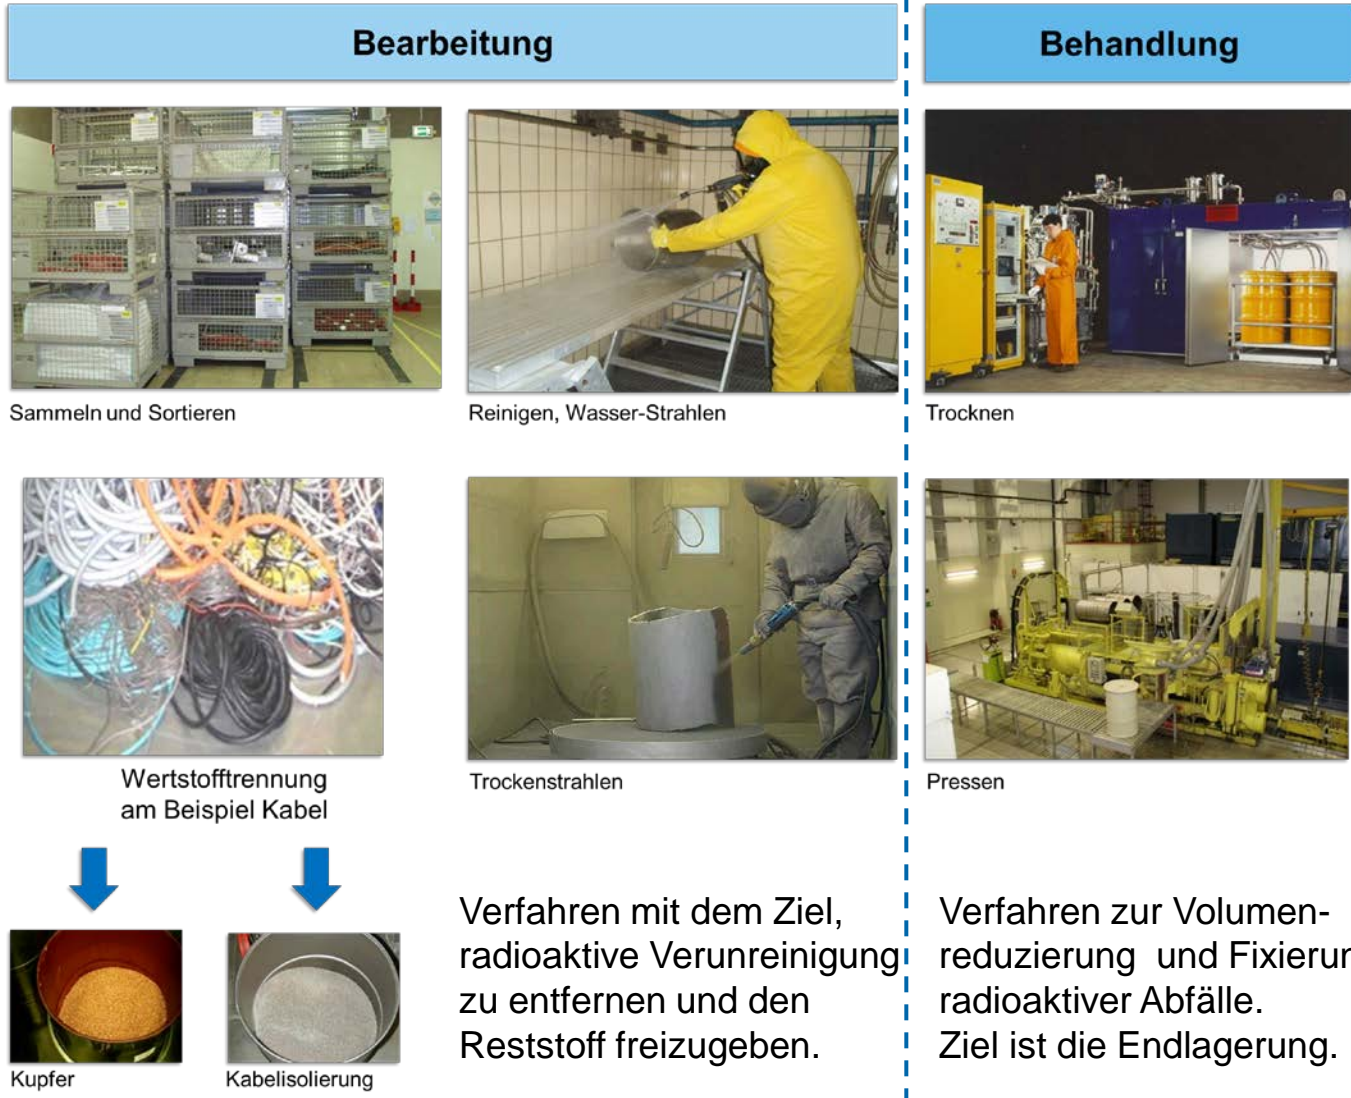 Bearbeitung
Behandlung
Sammeln und Sortieren
Reinigen, Wasser-Strahlen
Trocknen
Wertstofftrennung
am Beispiel Kabel
Trockenstrahlen
Pressen
Kupfer
Kabelisolierung
Verfahren mit dem Ziel,
radioaktive Verunreinigung
zu entfernen und den
Reststoff freizugeben.
Verfahren zur Volumen-
reduzierung und Fixierun
radioaktiver Abfälle.
Ziel ist die Endlagerung.